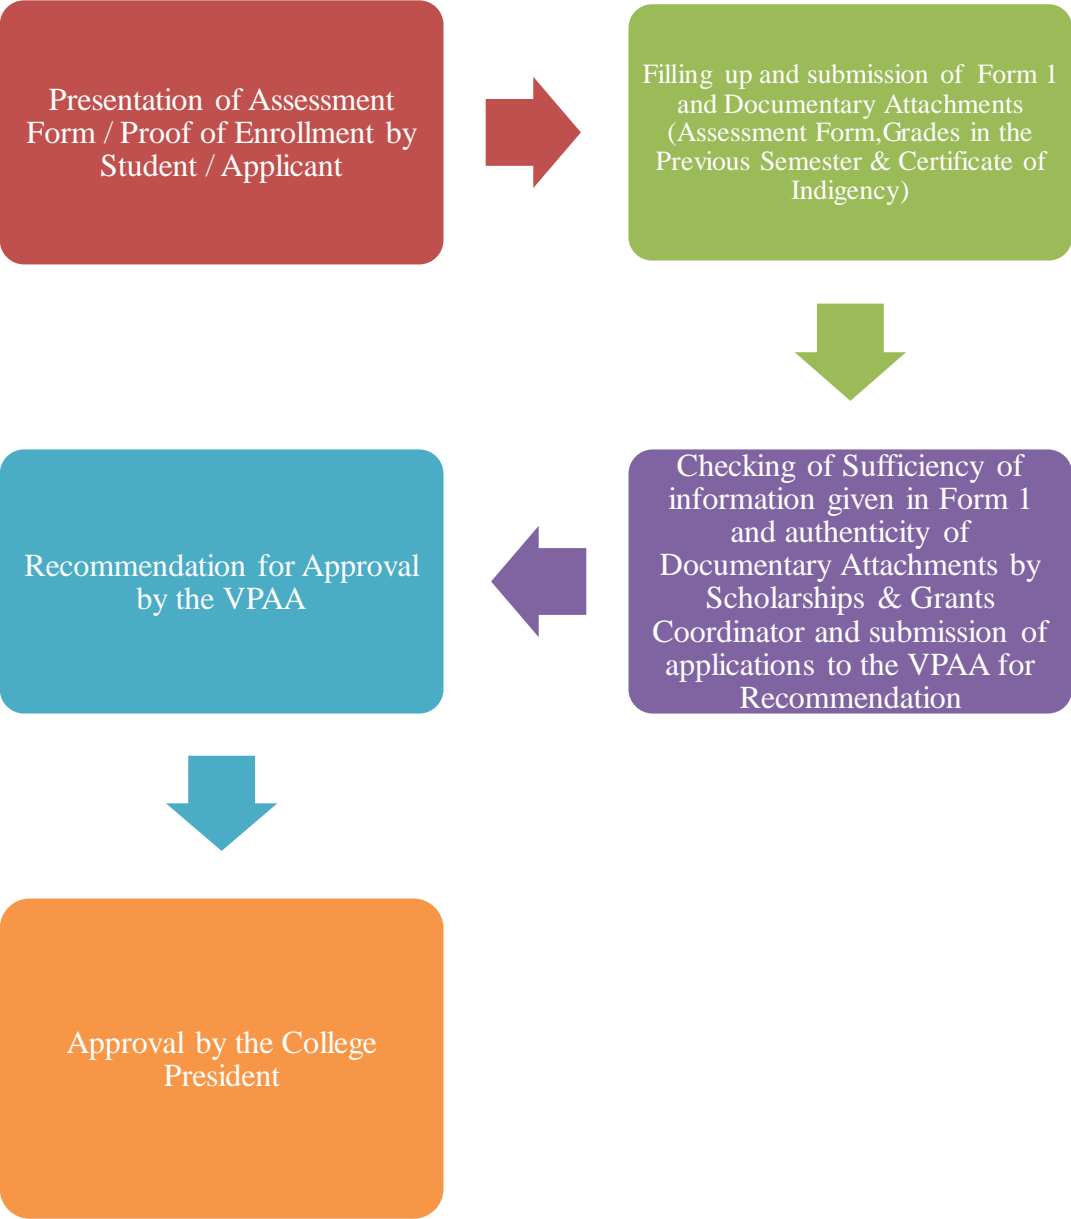 Presentation of Assessment
Form / Proof of Enrollment by
Student / Applicant
Filling up and submission of Form 1
and Documentary Attachments
(Assessment Form,Grades in the
Previous Semester & Certificate of
Indigency)
Checking of Sufficiency of
information given in Form 1
and authenticity of
Documentary Attachments by
Scholarships & Grants
Coordinator and submission of
applications to the VPAA for
Recommendation
Recommendation for Approval
by the VPAA
Approval by the College
President